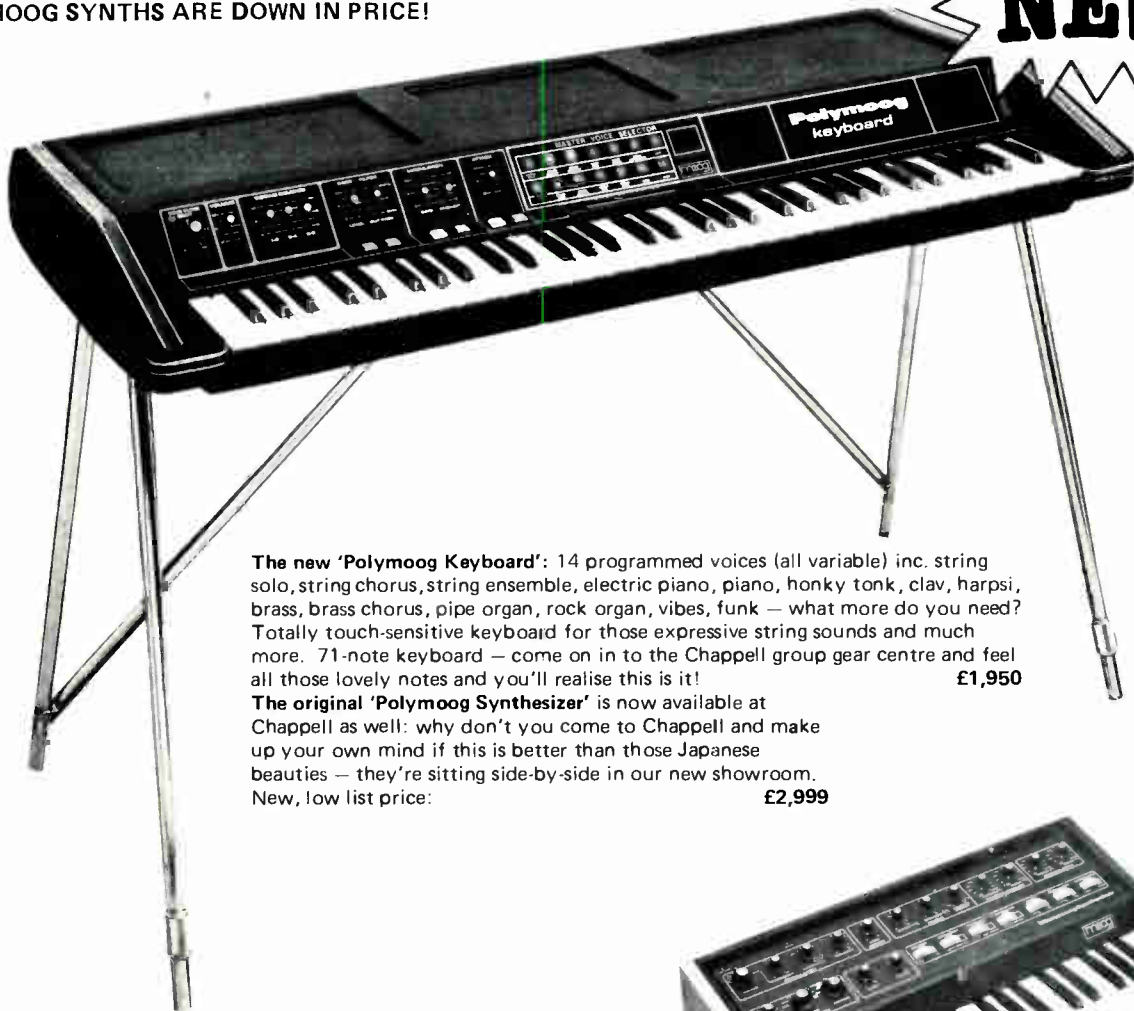 MOOG SYNTHS ARE DOWN IN PRICE!
MASTER VOICE SELECTOR
moog
Polymoog
keyboard
The new 'Polymoog Keyboard': 14 programmed voices (all variable) inc. string
solo, string chorus, string ensemble, electric piano, piano, honky tonk, clav, harpsi,
brass, brass chorus, pipe organ, rock organ, vibes, funk — what more do you need?
Totally touch-sensitive keyboard for those expressive string sounds and much
more. 71-note keyboard — come on in to the Chappell group gear centre and feel
all those lovely notes and you'll realise this is it! £1,950
The original 'Polymoog Synthesizer' is now available at
Chappell as well: why don't you come to Chappell and make
up your own mind if this is better than those Japanese
beauties — they're sitting side-by-side in our new showroom.
New, low list price: £2,999
moog